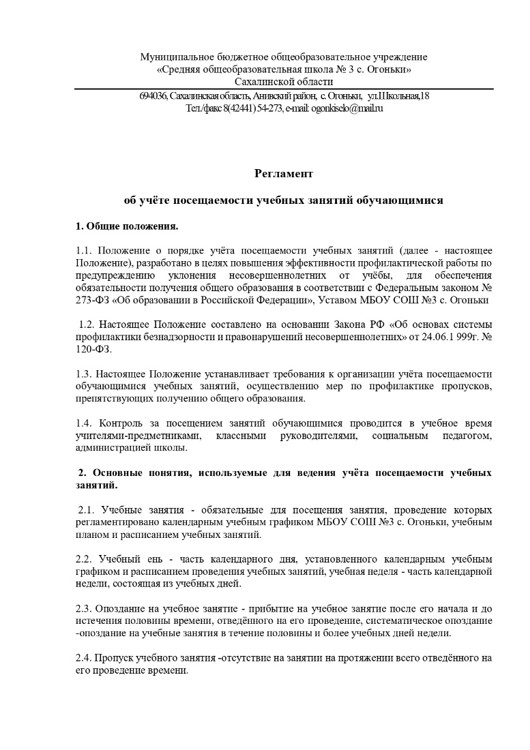 Муниципальное бюджетное общеобразовательное учреждение
«Средняя общеобразовательная школа № 3 с. Огоньки»
Сахалинской области
694036, Сахалинская область, Анивский район, с. Огоньки, ул.Школьная,18
Тел./факс 8(42441) 54-273, e-mail: ogonkiselo@mail.ru
Регламент
об учёте посещаемости учебных занятий обучающимися
1. Общие положения.
1.1. Положение о порядке учёта посещаемости учебных занятий (далее - настоящее
Положение), разработано в целях повышения эффективности профилактической работы по
предупреждению уклонения несовершеннолетних от учёбы, для обеспечения
обязательности получения общего образования в соответствии с Федеральным законом №
273-ФЗ «Об образовании в Российской Федерации», Уставом МБОУ СОШ №3 с. Огоньки
1.2. Настоящее Положение составлено на основании Закона РФ «Об основах системы
профилактики безнадзорности и правонарушений несовершеннолетних» от 24.06.1 999г. №
120-ФЗ.
1.3. Настоящее Положение устанавливает требования к организации учёта посещаемости
обучающимися учебных занятий, осуществлению мер по профилактике пропусков,
препятствующих получению общего образования.
1.4. Контроль за посещением занятий обучающимися проводится в учебное время
учителями-предметниками, классными руководителями, социальным педагогом,
администрацией школы.
2. Основные понятия, используемые для ведения учёта посещаемости учебных
занятий.
2.1. Учебные занятия - обязательные для посещения занятия, проведение которых
регламентировано календарным учебным графиком МБОУ СОШ №3 с. Огоньки, учебным
планом и расписанием учебных занятий.
2.2. Учебный ень - часть календарного дня, установленного календарным учебным
графиком и расписанием проведения учебных занятий, учебная неделя - часть календарной
недели, состоящая из учебных дней.
2.3. Опоздание на учебное занятие - прибытие на учебное занятие после его начала и до
истечения половины времени, отведённого на его проведение, систематическое опоздание
-опоздание на учебные занятия в течение половины и более учебных дней недели.
2.4. Пропуск учебного занятия -отсутствие на занятии на протяжении всего отведённого на
его проведение времени.